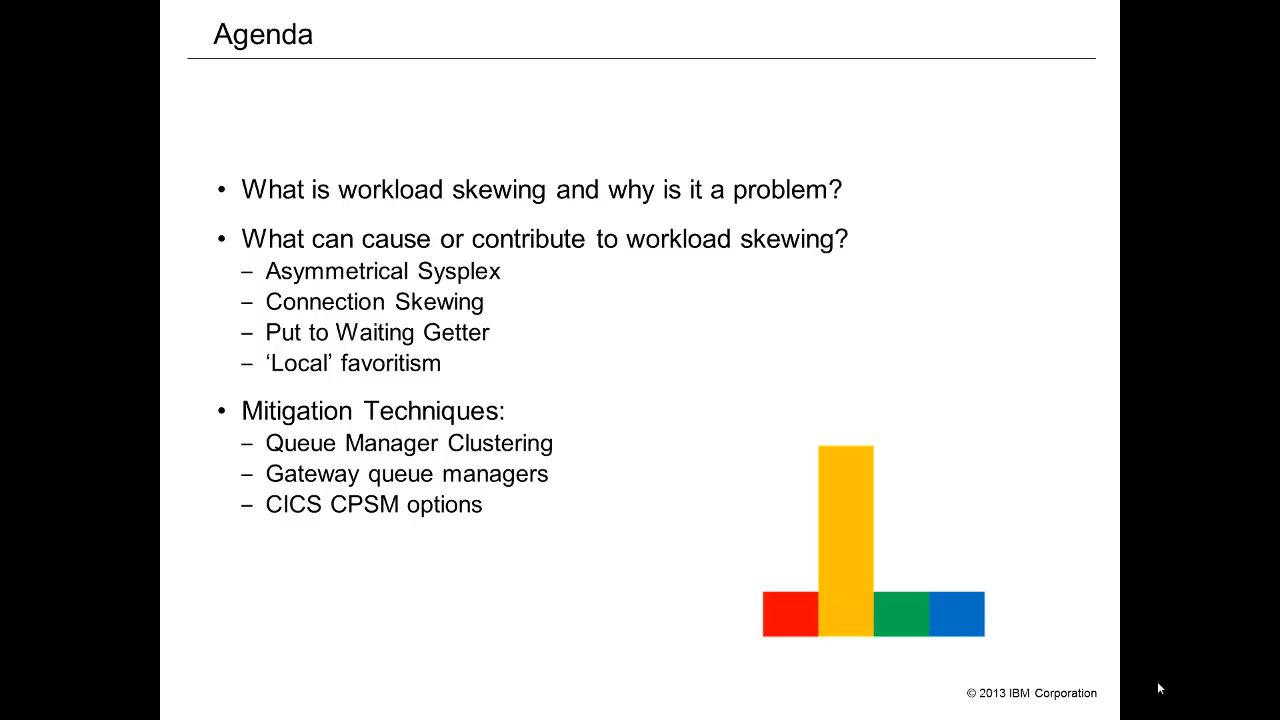 Agenda
• What is workload skewing and why is it a problem?
• What can cause or contribute to workload skewing?
– Asymmetrical Sysplex
– Connection Skewing
– Put to Waiting Getter
– ‘Local’ favoritism
• Mitigation Techniques:
– Queue Manager Clustering
– Gateway queue managers
– CICS CPSM options
© 2013 IBM Corporation